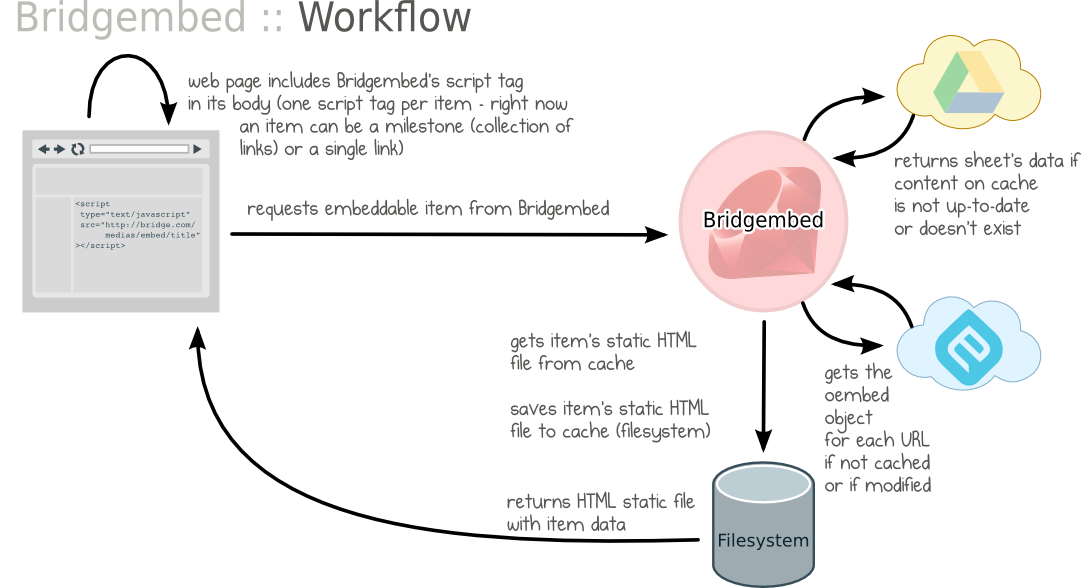 Bridgembed :: Workflow
web page includes Bridgembed's script tag
in its body (one script tag per item - right now
an item can be a milestone (collection of
links) or a single link)
<script
type="text/javascript"
src="http://bridge.com/
medias/embed/title"
></script>
requests embeddable item from Bridgembed
Bridgembed
returns sheet's data if
content on cache
is not up-to-date
or doesn't exist
gets item's static HTML
file from cache
saves item's static HTML
file to cache (filesystem)
gets the
oembed
object
for each URL
if not cached
or if modified
returns HTML static file
with item data
Filesystem